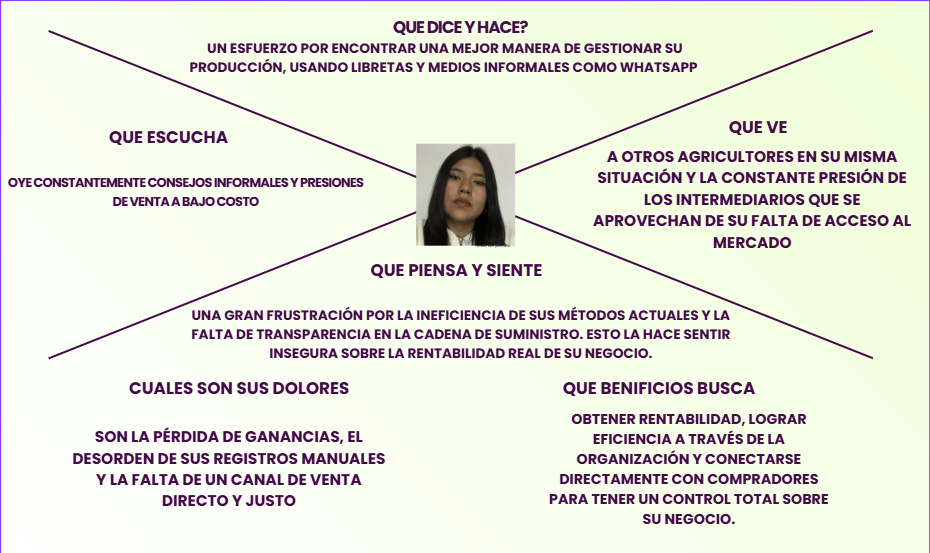 QUE DICE Y HACE?
UN ESFUERZO POR ENCONTRAR UNA MEJOR MANERA DE GESTIONAR SU
PRODUCCIÓN, USANDO LIBRETAS Y MEDIOS INFORMALES COMO WHATSAPP
QUE ESCUCHA
OYE CONSTANTEMENTE CONSEJOS INFORMALES Y PRESIONES
DE VENTA A BAJO COSTO
QUE VE
A OTROS AGRICULTORES EN SU MISMA
SITUACIÓN Y LA CONSTANTE PRESIÓN DE
LOS INTERMEDIARIOS QUE SE
APROVECHAN DE SU FALTA DE ACCESO AL
MERCADO
QUE PIENSA Y SIENTE
UNA GRAN FRUSTRACIÓN POR LA INEFICIENCIA DE SUS MÉTODOS ACTUALES Y LA
FALTA DE TRANSPARENCIA EN LA CADENA DE SUMINISTRO. ESTO LA HACE SENTIR
INSEGURA SOBRE LA RENTABILIDAD REAL DE SU NEGOCIO.
CUALES SON SUS DOLORES
SON LA PÉRDIDA DE GANANCIAS, EL
DESORDEN DE SUS REGISTROS MANUALES
Y LA FALTA DE UN CANAL DE VENTA
DIRECTO Y JUSTO
QUE BENIFICIOS BUSCA
OBTENER RENTABILIDAD, LOGRAR
EFICIENCIA A TRAVÉS DE LA
ORGANIZACIÓN Y CONECTARSE
DIRECTAMENTE CON COMPRADORES
PARA TENER UN CONTROL TOTAL SOBRE
SU NEGOCIO.